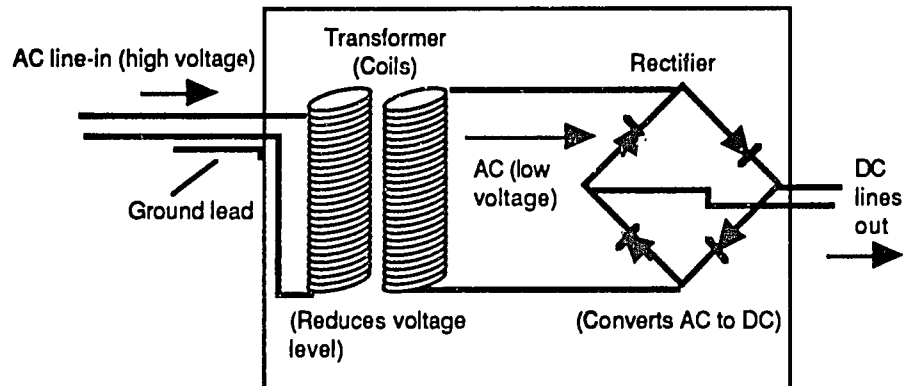 AC line-in (high voltage)
Transformer
(Coils)
Rectifier
AC (low
voltage)
DC
lines
out
Ground lead
(Reduces voltage
level)
(Converts AC to DC)